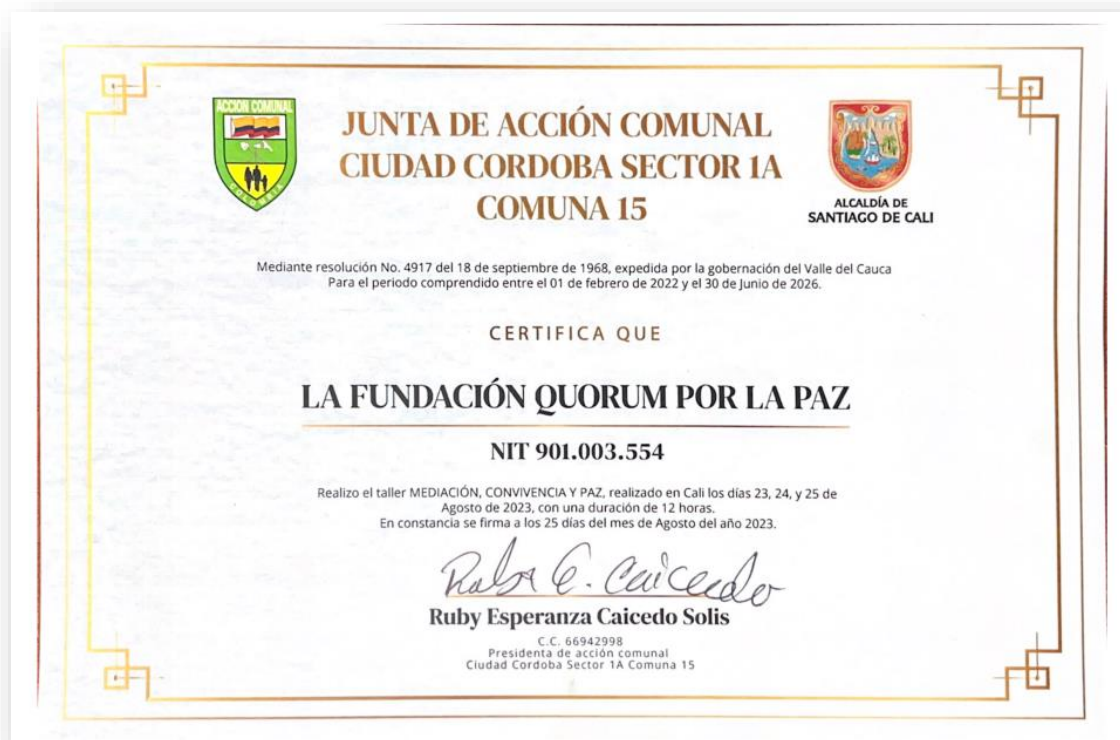 ACCIÓN COMUNAL
COLOMBIA
JUNTA DE ACCIÓN COMUNAL
CIUDAD CORDOBA SECTOR 1A
COMUNA 15
ALCALDÍA DE
SANTIAGO DE CALI
Mediante resolución No. 4917 del 18 de septiembre de 1968, expedida por la gobernación del Valle del Cauca
Para el periodo comprendido entre el 01 de febrero de 2022 y el 30 de Junio de 2026.
CERTIFICA QUE
LA FUNDACIÓN QUORUM POR LA PAZ
NIT 901.003.554
Realizo el taller MEDIACIÓN, CONVIVENCIA Y PAZ, realizado en Cali los días 23, 24, y 25 de
Agosto de 2023, con una duración de 12 horas.
En constancia se firma a los 25 días del mes de Agosto del año 2023.
Ruby E. Caicedo
Ruby Esperanza Caicedo Solis
C.C. 66942998
Presidenta de acción comunal
Ciudad Cordoba Sector 1A Comuna 15